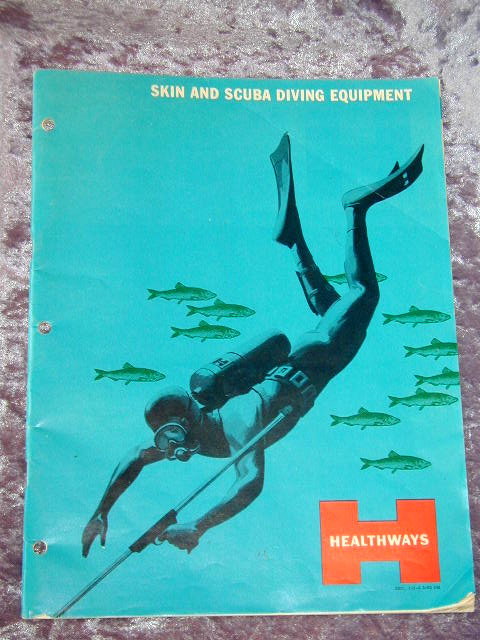 SKIN AND SCUBA DIVING EQUIPMENT
HEALTHWAYS